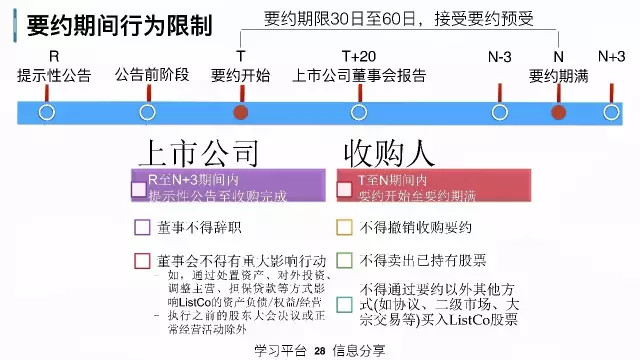 要约期间行为限制
要约期限30日至60日，接受要约预受
R
T
T+20
N-3
N
N+3
提示性公告
公告前阶段
要约开始
上市公司董事会报告
要约期满
上市公司
R至N+3期间内
提示性公告至收购完成
董事不得辞职
董事会不得有重大影响行动
- 如，通过处置资产、对外投资、
调整主营、担保贷款等方式影
响ListCo的资产负债/权益/经营
- 执行之前的股东大会决议或正
常经营活动除外
收购人
T至N期间内
要约开始至要约期满
不得撤销收购要约
不得卖出已持有股票
不得通过要约以外其他方
式(如协议、二级市场、大
宗交易等)买入ListCo股票
学习平台 28 信息分享